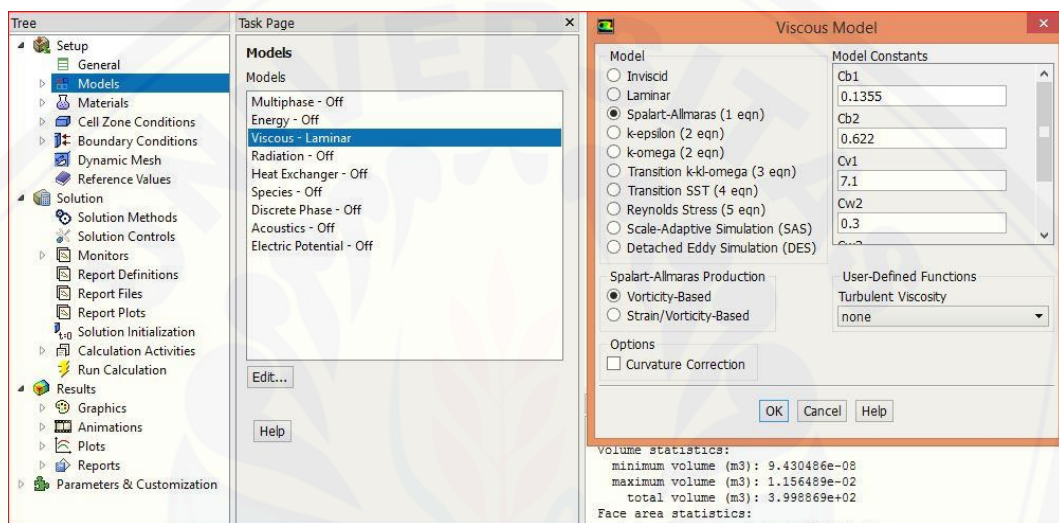 Tree
Setup
General
Models
Materials
Cell Zone Conditions
Boundary Conditions
Dynamic Mesh
Reference Values
Solution
Solution Methods
Solution Controls
Monitors
Report Definitions
Report Files
Report Plots
t=0 Solution Initialization
Calculation Activities
Run Calculation
Results
Graphics
Animations
Plots
Reports
Parameters & Customization
Task Page
Models
Models
Multiphase - Off
Energy - Off
Viscous - Laminar
Radiation - Off
Heat Exchanger - Off
Species - Off
Discrete Phase - Off
Acoustics - Off
Electric Potential - Off
Edit...
Help
Viscous Model
Model
Inviscid
Laminar
Spalart-Allmaras (1 eqn)
k-epsilon (2 eqn)
k-omega (2 eqn)
Transition k-kl-omega (3 eqn)
Transition SST (4 eqn)
Reynolds Stress (5 eqn)
Scale-Adaptive Simulation (SAS)
Detached Eddy Simulation (DES)
Model Constants
Cb1
0.1355
Cb2
0.622
Cv1
7.1
Cw2
0.3
Spalart-Allmaras Production
Vorticity-Based
Strain/Vorticity-Based
User-Defined Functions
Turbulent Viscosity
none
Options
Curvature Correction
OK Cancel Help
Volume statistics:
minimum volume (m3): 9.430486e-08
maximum volume (m3): 1.156489e-02
total volume (m3): 3.998869e+02
Face area statistics: